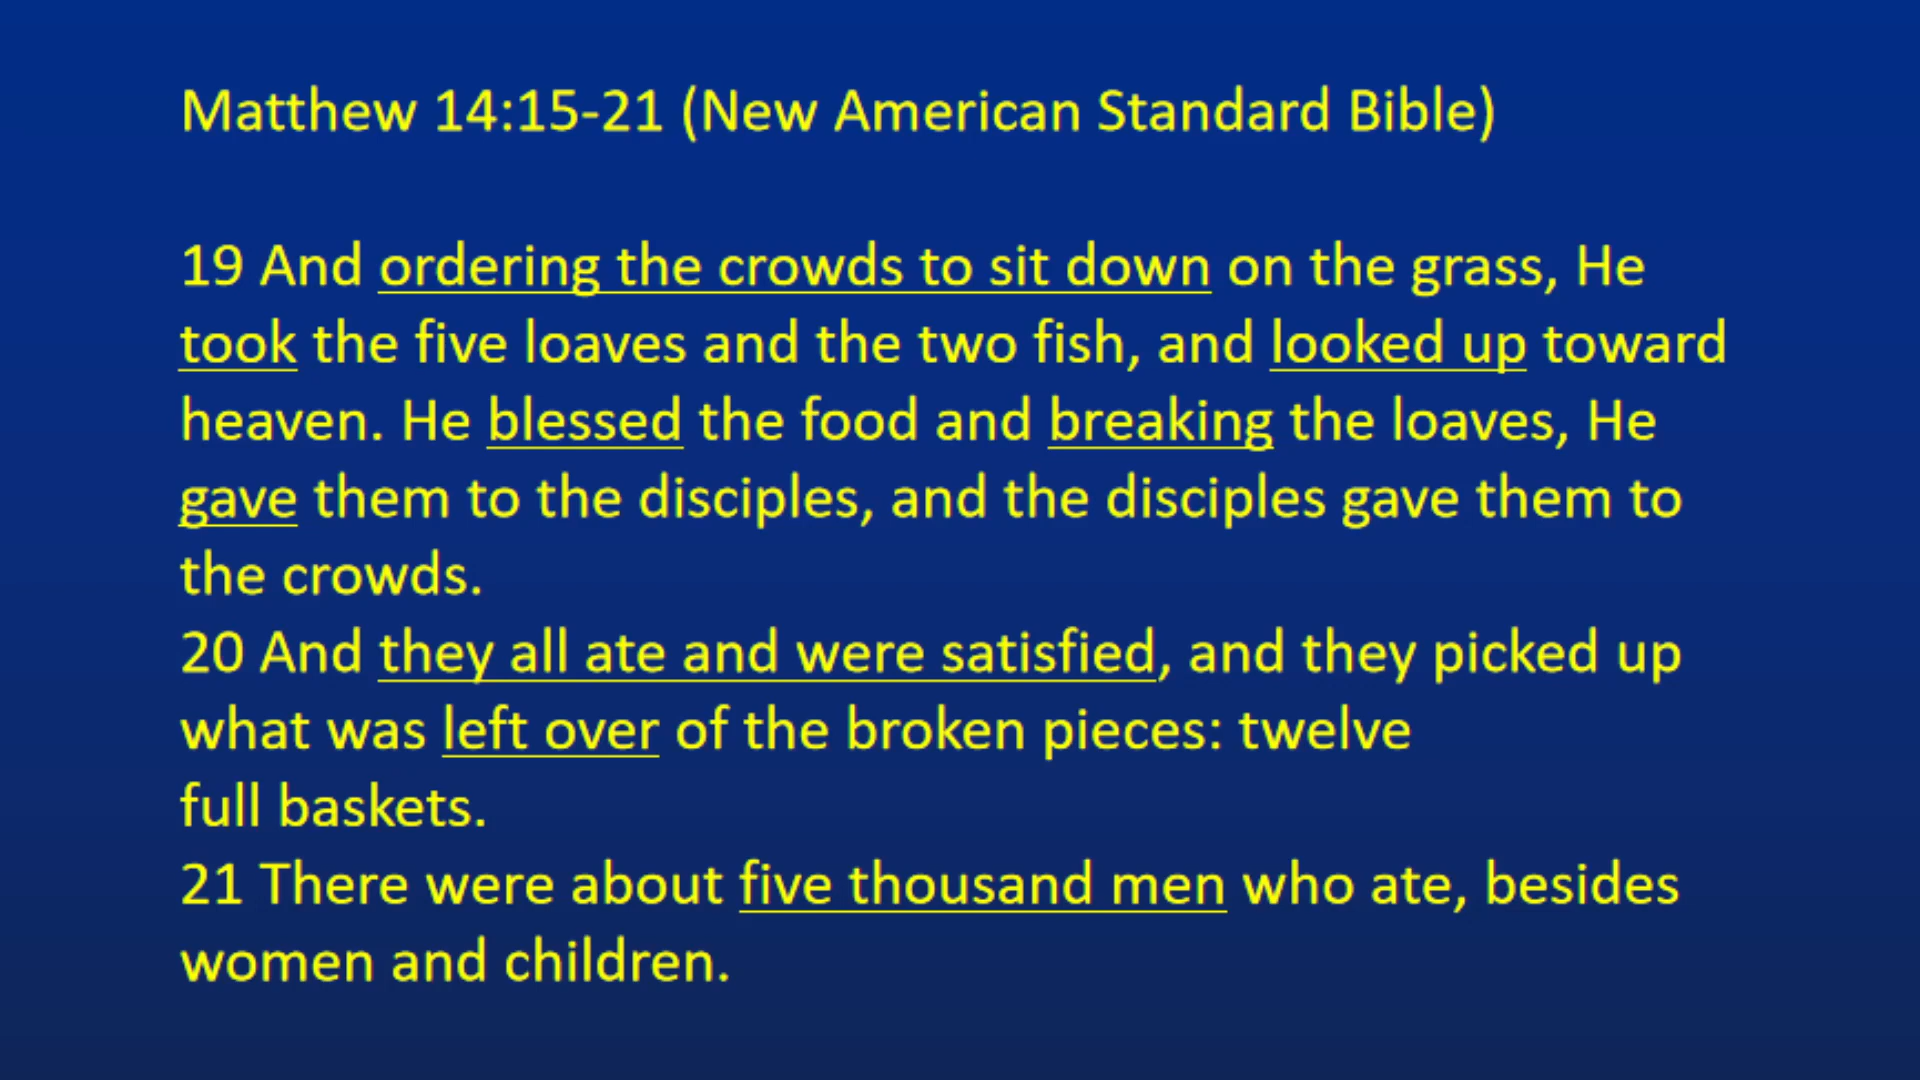 Matthew 14:15-21 (New American Standard Bible)
19 And ordering the crowds to sit down on the grass, He
took the five loaves and the two fish, and looked up toward
heaven. He blessed the food and breaking the loaves, He
gave them to the disciples, and the disciples gave them to
the crowds.
20 And they all ate and were satisfied, and they picked up
what was left over of the broken pieces: twelve
full baskets.
21 There were about five thousand men who ate, besides
women and children.